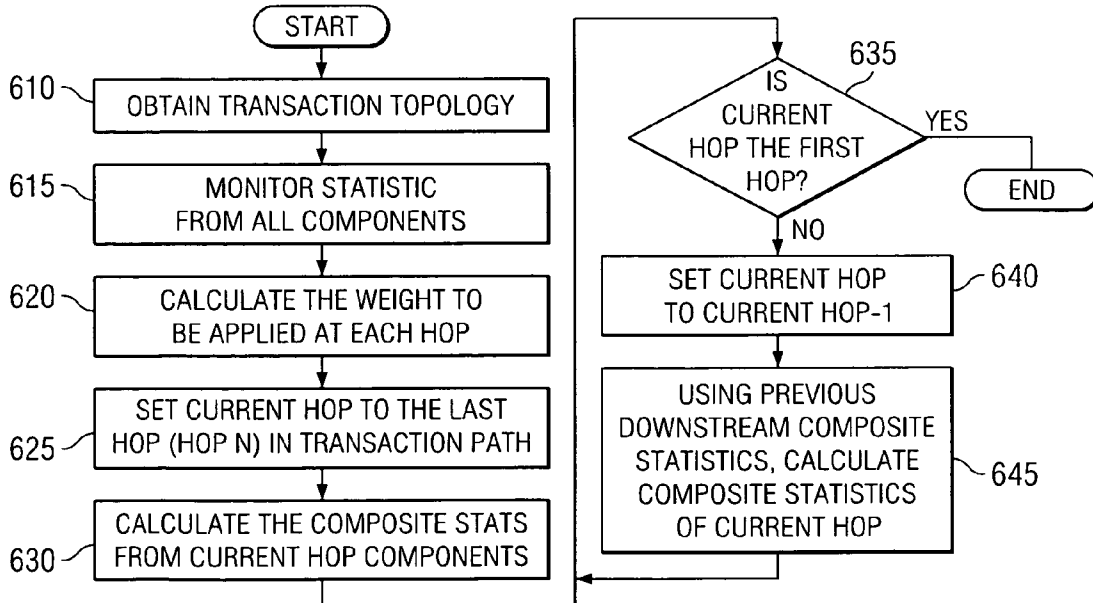 START
610
OBTAIN TRANSACTION TOPOLOGY
615
MONITOR STATISTIC
FROM ALL COMPONENTS
620
CALCULATE THE WEIGHT TO
BE APPLIED AT EACH HOP
625
SET CURRENT HOP TO THE LAST
HOP (HOP N) IN TRANSACTION PATH
630
CALCULATE THE COMPOSITE STATS
FROM CURRENT HOP COMPONENTS
635
IS
CURRENT
HOP THE FIRST
HOP?
YES
END
NO
640
SET CURRENT HOP
TO CURRENT HOP-1
645
USING PREVIOUS
DOWNSTREAM COMPOSITE
STATISTICS, CALCULATE
COMPOSITE STATISTICS
OF CURRENT HOP